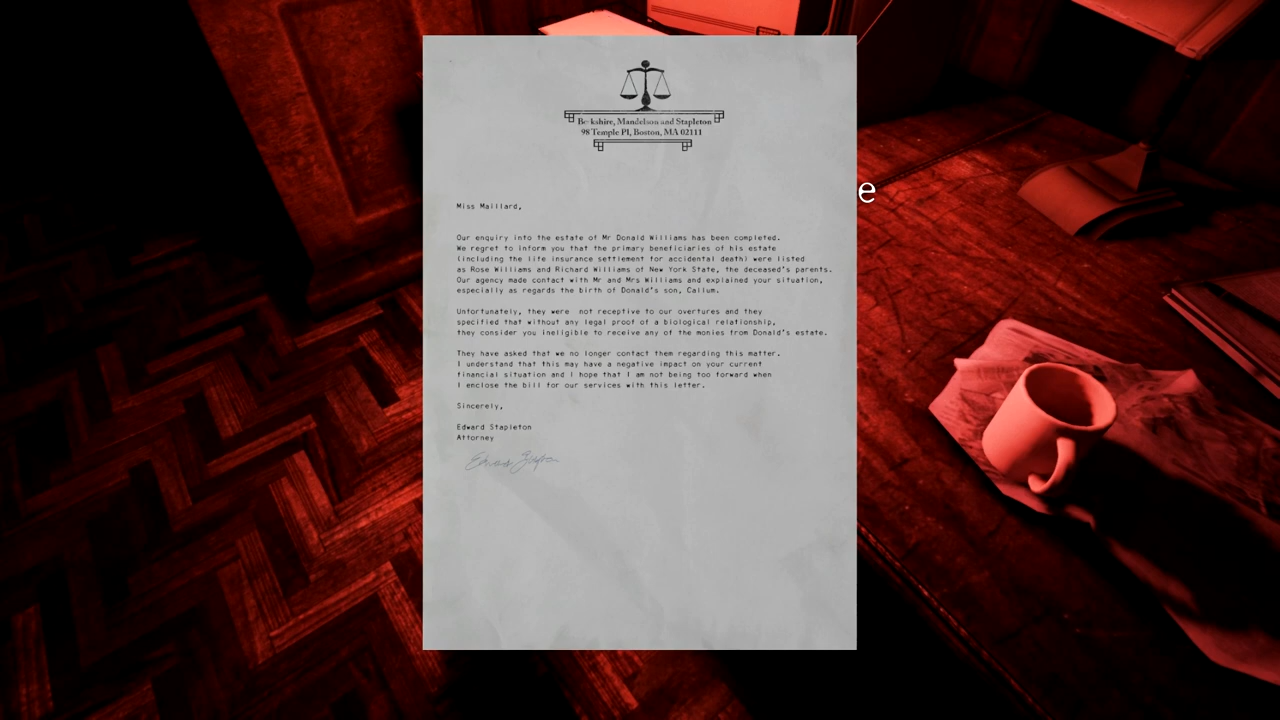 Berkshire, Mandelson and Stapleton
98 Temple Pl, Boston, MA 02111
e
Miss Maillard,
Our enquiry into the estate of Mr Donald Williams has been completed.
We regret to inform you that the primary beneficiaries of his estate
(including the life insurance settlement for accidental death) were listed
as Rose Williams and Richard Williams of New York State, the deceased's parents.
Our agency made contact with Mr and Mrs Williams and explained your situation,
especially as regards the birth of Donald's son, Callum.
Unfortunately, they were  not receptive to our overtures and they
specified that without any legal proof of a biological relationship,
they consider you ineligible to receive any of the monies from Donald's estate.
They have asked that we no longer contact them regarding this matter.
I understand that this may have a negative impact on your current
financial situation and i hope that I am not being too forward when
I enclose the bill for our services with this letter.
Sincerely,
Edward Stapleton
Attorney